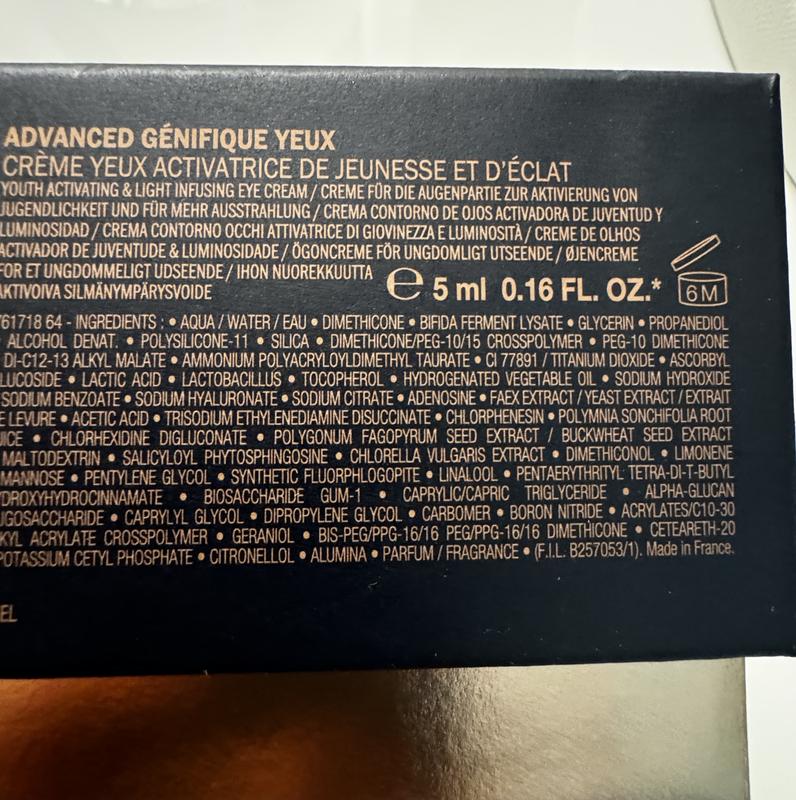 ADVANCED GÉNIFIQUE YEUX
CRÈME YEUX ACTIVATRICE DE JEUNESSE ET D'ÉCLAT
YOUTH ACTIVATING & LIGHT INFUSING EYE CREAM / CREME FÜR DIE AUGENPARTIE ZUR AKTIVIERUNG VON
JUGENDLICHKEIT UND FÜR MEHR AUSSTRAHLUNG / CREMA CONTORNO DE OJOS ACTIVADORA DE JUVENTUD Y
LUMINOSIDAD / CREMA CONTORNO OCCHI ATTIVATRICE DI GIOVINEZZA E LUMINOSITÀ / CREME DE OLHOS
ACTIVADOR DE JUVENTUDE & LUMINOSIDADE / ÖGONCREME FÖR UNGDOMLIGT UTSEENDE / ØJENCREME
FOR ET UNGDOMMELIGT UDSEENDE / IHON NUOREKKUUTTA
AKTIVOIVA SILMÄNYMPÄRYSVOIDE
℮ 5 ml 0.16 FL. OZ.*
6M
761718 64 - INGREDIENTS : • AQUA / WATER / EAU • DIMETHICONE • BIFIDA FERMENT LYSATE • GLYCERIN • PROPANEDIOL
ALCOHOL DENAT. • POLYSILICONE-11 • SILICA • DIMETHICONE/PEG-10/15 CROSSPOLYMER • PEG-10 DIMETHICONE
DI-C12-13 ALKYL MALATE • AMMONIUM POLYACRYLOYLDIMETHYL TAURATE • CI 77891 / TITANIUM DIOXIDE • ASCORBYL
LUCOSIDE • LACTIC ACID • LACTOBACILLUS • TOCOPHEROL • HYDROGENATED VEGETABLE OIL • SODIUM HYDROXIDE
SODIUM BENZOATE • SODIUM HYALURONATE • SODIUM CITRATE • ADENOSINE • FAEX EXTRACT / YEAST EXTRACT / EXTRAIT
E LEVURE • ACETIC ACID • TRISODIUM ETHYLENEDIAMINE DISUCCINATE • CHLORPHENESIN • POLYMNIA SONCHIFOLIA ROOT
UICE • CHLORHEXIDINE DIGLUCONATE • POLYGONUM FAGOPYRUM SEED EXTRACT / BUCKWHEAT SEED EXTRACT
MALTODEXTRIN • SALICYLOYL PHYTOSPHINGOSINE • CHLORELLA VULGARIS EXTRACT • DIMETHICONOL • LIMONENE
MANNOSE • PENTYLENE GLYCOL • SYNTHETIC FLUORPHLOGOPITE • LINALOOL • PENTAERYTHRITYL TETRA-DI-T-BUTYL
YDROXYHYDROCINNAMATE • BIOSACCHARIDE GUM-1 • CAPRYLIC/CAPRIC TRIGLYCERIDE • ALPHA-GLUCAN
IGOSACCHARIDE • CAPRYLYL GLYCOL • DIPROPYLENE GLYCOL • CARBOMER • BORON NITRIDE • ACRYLATES/C10-30
KYL ACRYLATE CROSSPOLYMER • GERANIOL • BIS-PEG/PPG-16/16 PEG/PPG-16/16 DIMETHICONE • CETEARETH-20
POTASSIUM CETYL PHOSPHATE • CITRONELLOL • ALUMINA • PARFUM / FRAGRANCE • (F.I.L. B257053/1). Made in France.
EL